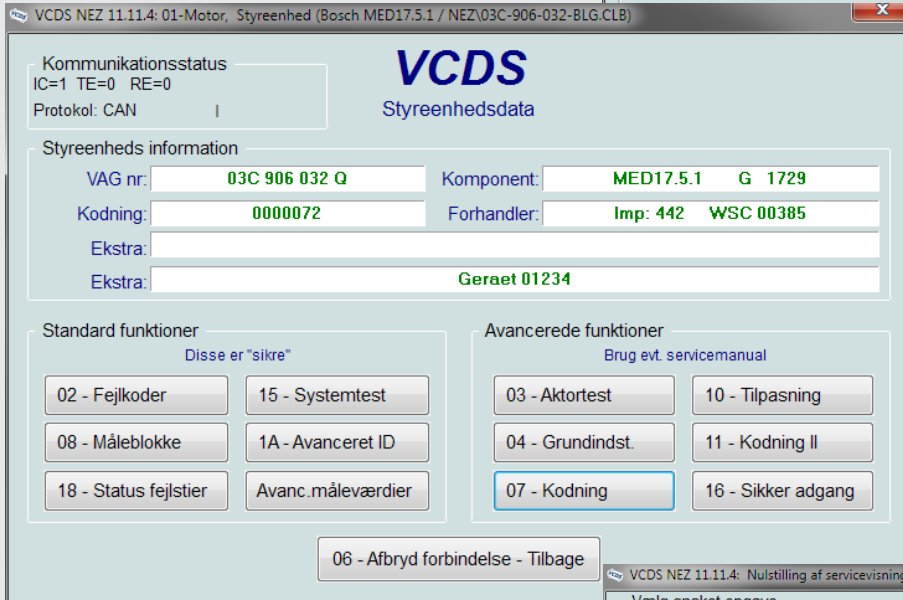 VCDS NEZ 11.11.4: 01-Motor, Styreenhed (Bosch MED17.5.1 / NEZ\03C-906-032-BLG.CLB)
Kommunikationsstatus
IC=1 TE=0 RE=0
Protokol: CAN
VCDS
Styreenhedsdata
Styreenheds information
VAG nr: 03C 906 032 Q Komponent: MED17.5.1 G 1729
Kodning: 0000072 Forhandler: Imp: 442 WSC 00385
Ekstra:
Ekstra: Geraet 01234
Standard funktioner
Disse er "sikre"
02 - Fejlkoder 15 - Systemtest
08 - Måleblokke 1A - Avanceret ID
18 - Status fejlstier Avanc.måleværdier
Avancerede funktioner
Brug evt. servicemanual
03 - Aktortest 10 - Tilpasning
04 - Grundindst. 11 - Kodning II
07 - Kodning 16 - Sikker adgang
06 - Afbryd forbindelse - Tilbage
VCDS NEZ 11.11.4: Nulstilling af servicevisning